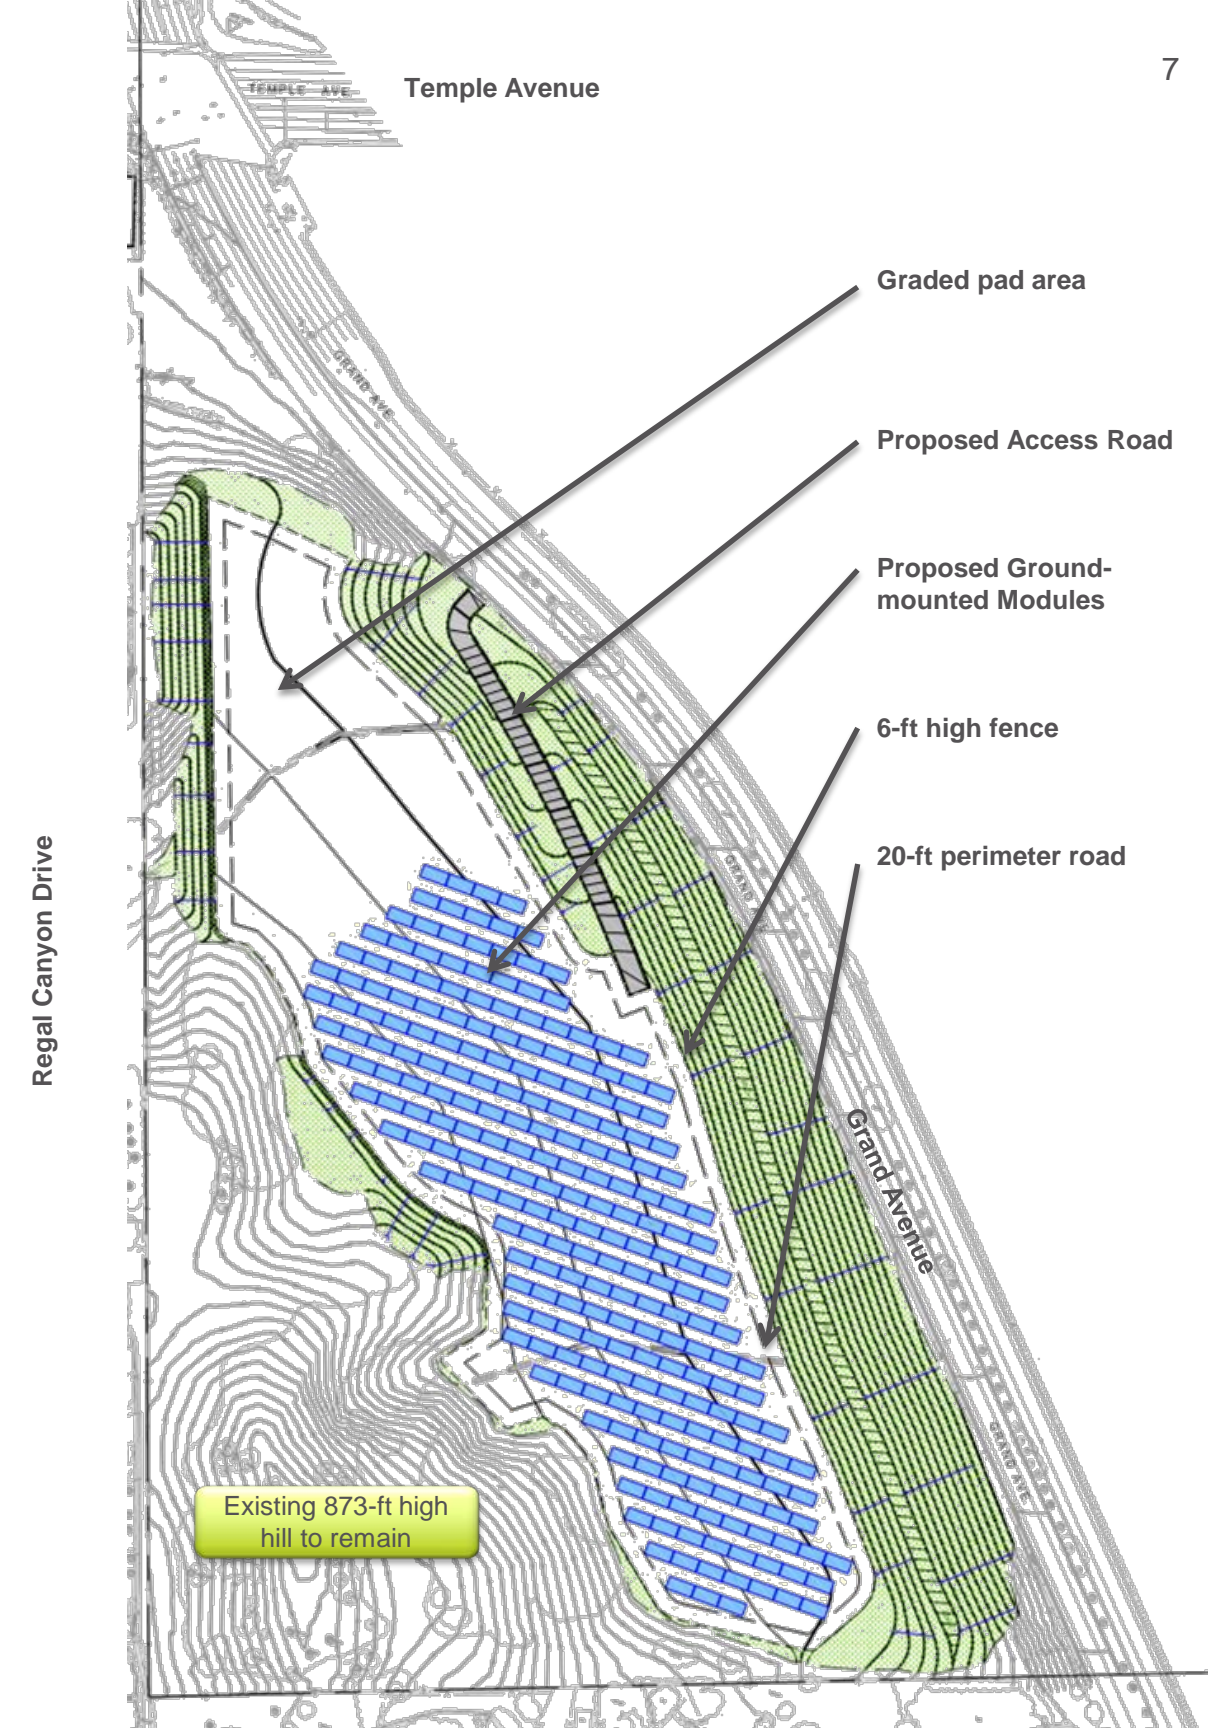 7
Temple Avenue
TEMPLE AVE
Graded pad area
GRAND AVE
Proposed Access Road
Proposed Ground-
mounted Modules
6-ft high fence
20-ft perimeter road
GRAND
Regal Canyon Drive
Grand Avenue
GRAND AVE
Existing 873-ft high
hill to remain